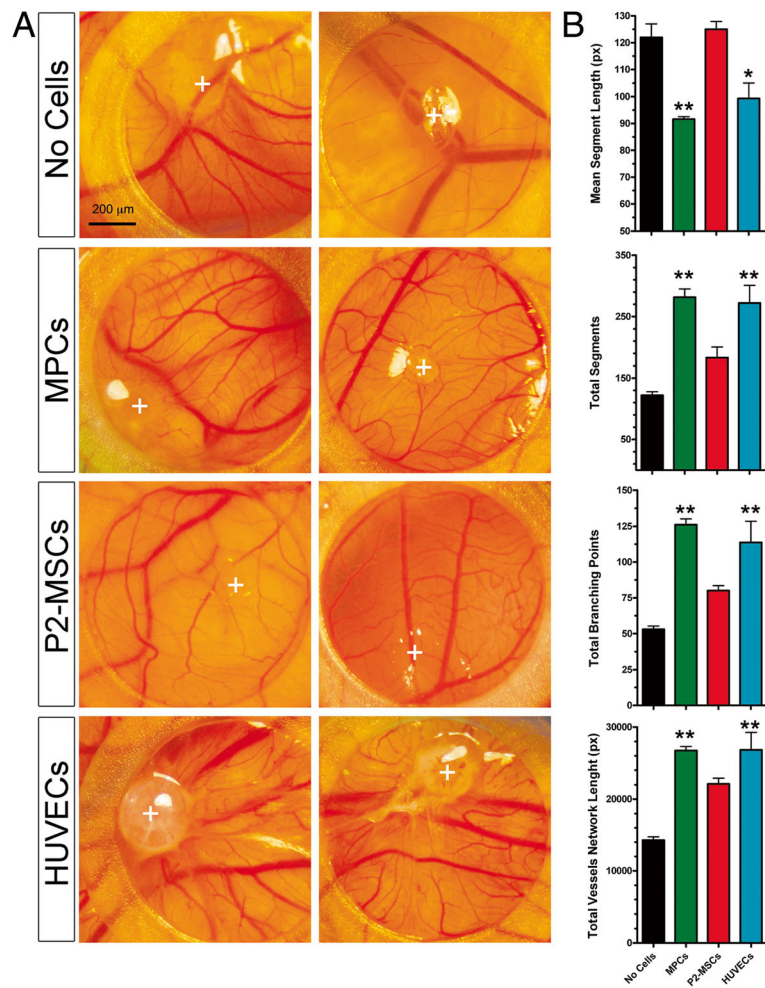 A
B
No Cells
200 μm
MPCs
P2-MSCs
HUVECs
Mean Segment Length (px)
130
120
110
100
90
80
70
60
50
**
*
Total Segments
350
250
150
50
**
**
Total Branching Points
150
125
100
75
50
25
0
**
**
Total Vessels Network Lenght (px)
30000
20000
10000
0
**
**
No Cells
MPCs
P2-MSCs
HUVECs